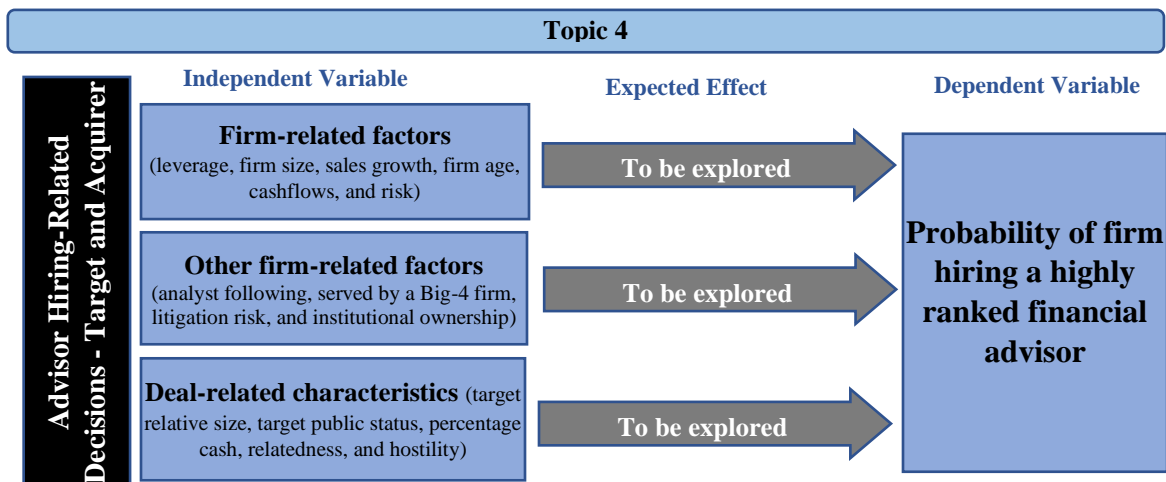 Topic 4
Independent Variable
Expected Effect
Dependent Variable
Advisor Hiring-Related
Decisions - Target and Acquirer
Firm-related factors
(leverage, firm size, sales growth, firm age,
cashflows, and risk)
To be explored
Other firm-related factors
(analyst following, served by a Big-4 firm,
litigation risk, and institutional ownership)
To be explored
Deal-related characteristics (target
relative size, target public status, percentage
cash, relatedness, and hostility)
To be explored
Probability of firm
hiring a highly
ranked financial
advisor